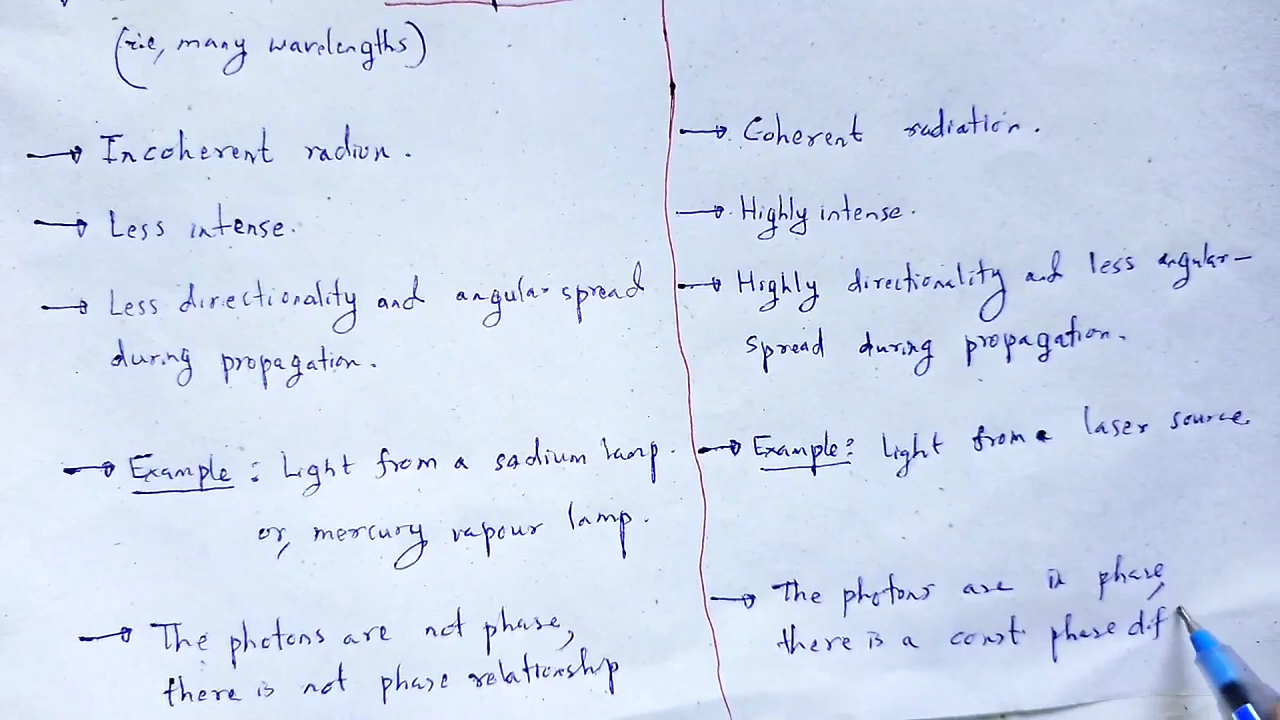 (i.e, many wavelengths)
→ Incoherent radion.
→ Less intense.
→ Less directionality and angular spread
during propagation.
→ Example : Light from a sodium lamp.
or, mercury vapour lamp.
→ The photons are not phase,
there is not phase relationship
→ Coherent radiation.
→ Highly intense.
→ Highly directionality and less angular-
spread during propagation.
→ Example : Light from a laser source.
→ The photons are in phase,
there is a const phase dif